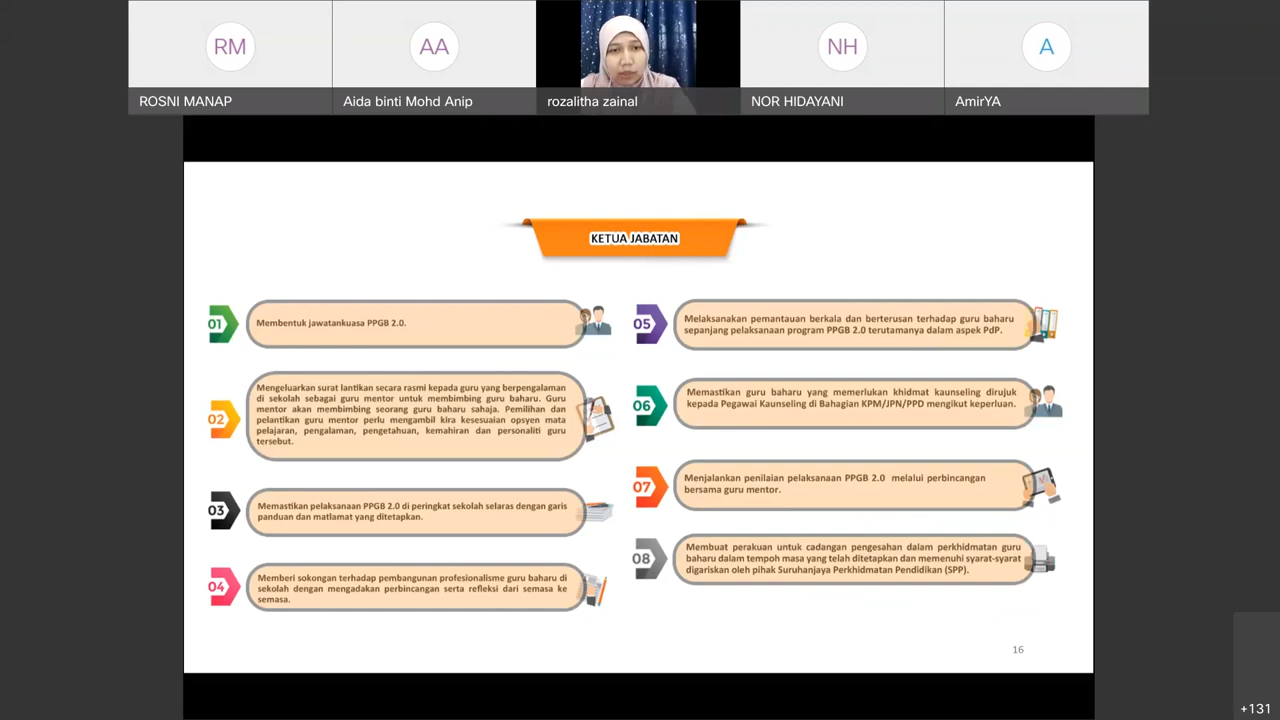 RM
AA
NH
A
ROSNI MANAP
Aida binti Mohd Anip
rozalitha zainal
NOR HIDAYANI
AmirYA
KETUA JABATAN
01
Membentuk jawatankuasa PPGB 2.0.
02
Mengeluarkan surat lantikan secara rasmi kepada guru yang berpengalaman
di sekolah sebagai guru mentor untuk membimbing guru baharu. Guru
mentor akan membimbing seorang guru baharu sahaja. Pemilihan dan
pelantikan guru mentor perlu mengambil kira kesesuaian opsyen mata
pelajaran, pengalaman, pengetahuan, kemahiran dan personaliti guru
tersebut.
03
Memastikan pelaksanaan PPGB 2.0 di peringkat sekolah selaras dengan garis
panduan dan matlamat yang ditetapkan.
04
Memberi sokongan terhadap pembangunan profesionalisme guru baharu di
sekolah dengan mengadakan perbincangan serta refleksi dari semasa ke
semasa.
05
Melaksanakan pemantauan berkala dan berterusan terhadap guru baharu
sepanjang pelaksanaan program PPGB 2.0 terutamanya dalam aspek PdP.
06
Memastikan guru baharu yang memerlukan khidmat kaunseling dirujuk
kepada Pegawai Kaunseling di Bahagian KPM/JPN/PPD mengikut keperluan.
07
Menjalankan penilaian pelaksanaan PPGB 2.0 melalui perbincangan
bersama guru mentor.
08
Membuat perakuan untuk cadangan pengesahan dalam perkhidmatan guru
baharu dalam tempoh masa yang telah ditetapkan dan memenuhi syarat-syarat
digariskan oleh pihak Suruhanjaya Perkhidmatan Pendidikan (SPP).
16
+131